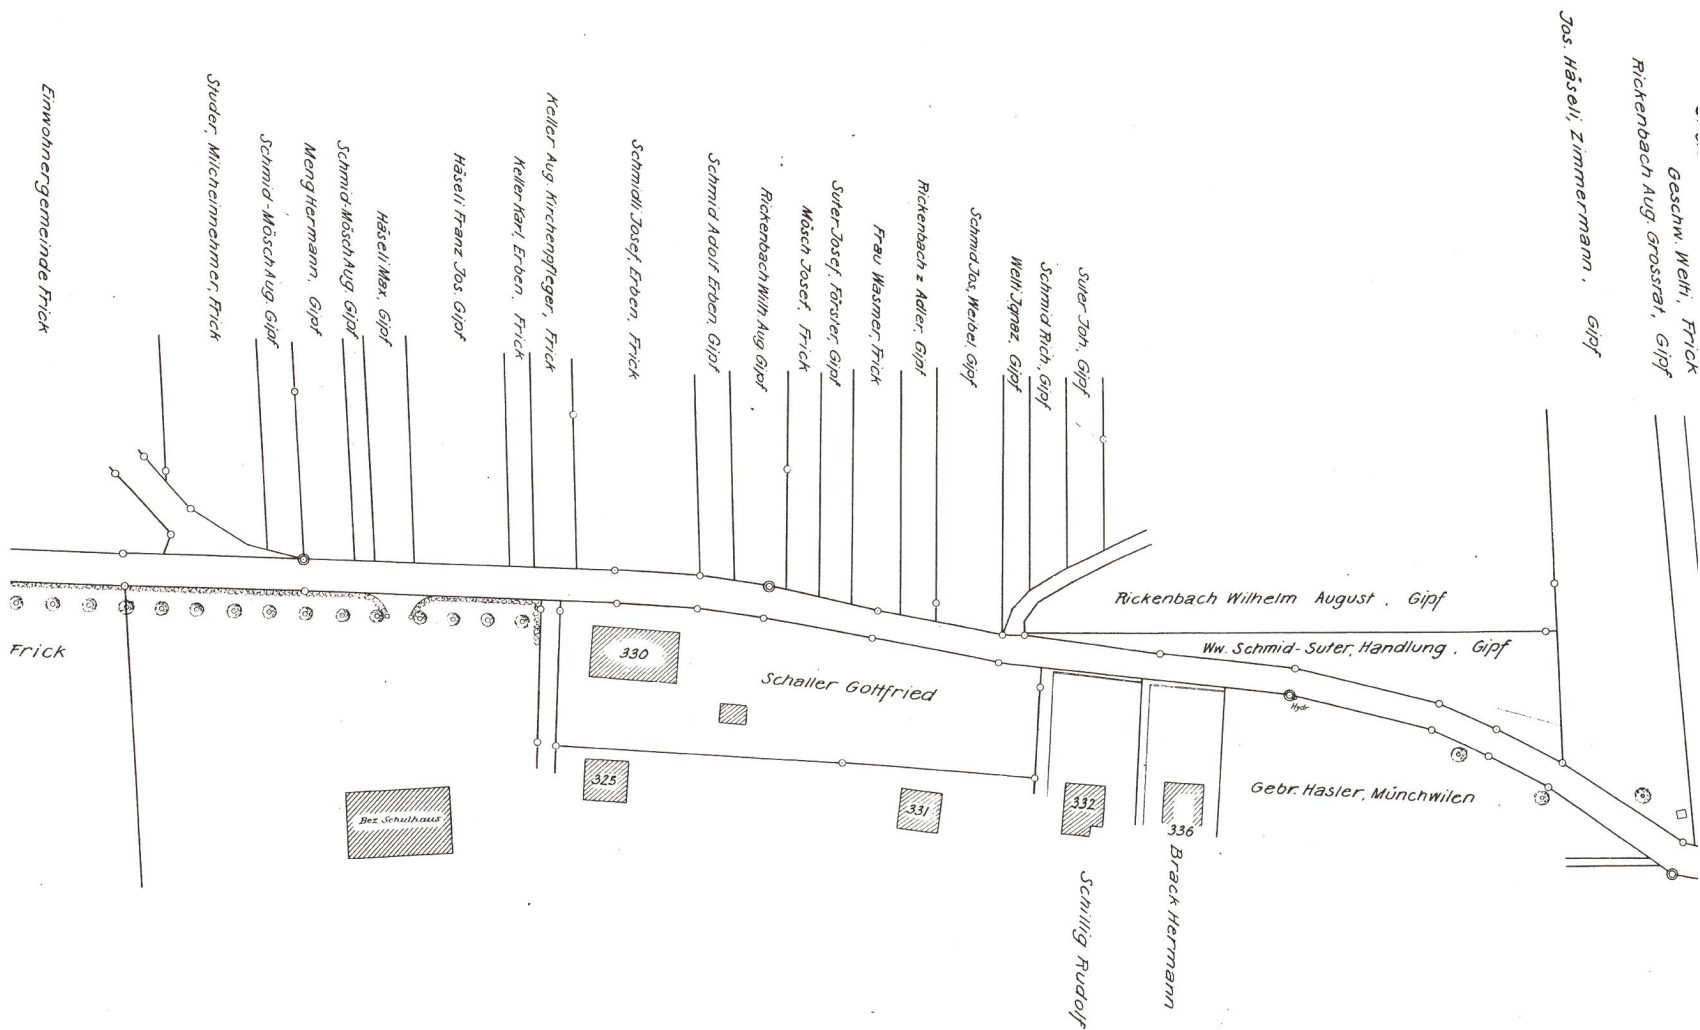 Einwohnergemeinde Frick
Studer, Milcheinnehmer, Frick
Schmid-Mösch Aug. Gipf
Meng Hermann, Gipf
Schmid-Mösch Aug. Gipf
Häseli Max, Gipf
Häseli Franz Jos. Gipf
Keller Karl, Erben, Frick
Keller Aug. Kirchenpfleger, Frick
Schmidli Josef, Erben, Frick
Schmid Adolf Erben, Gipf
Rickenbach Wilh. Aug. Gipf
Mösch Josef, Frick
Suter Josef, Förster, Gipf
Frau Wasmer, Frick
Rickenbach z Adler, Gipf
Schmid Jos, Weibel, Gipf
Welti Ignaz, Gipf
Schmid Rich, Gipf
Suter Joh, Gipf
Jos. Häseli, Zimmermann, Gipf
Rickenbach Aug. Grossrat, Gipf
Geschw. Welti, Frick
Rickenbach Wilhelm August, Gipf
Ww. Schmid-Suter, Handlung, Gipf
Frick
330
Schaller Gottfried
Hydr
325
331
332
336
Gebr. Hasler, Münchwilen
Bez. Schulhaus
Schillig Rudolf
Brack Hermann